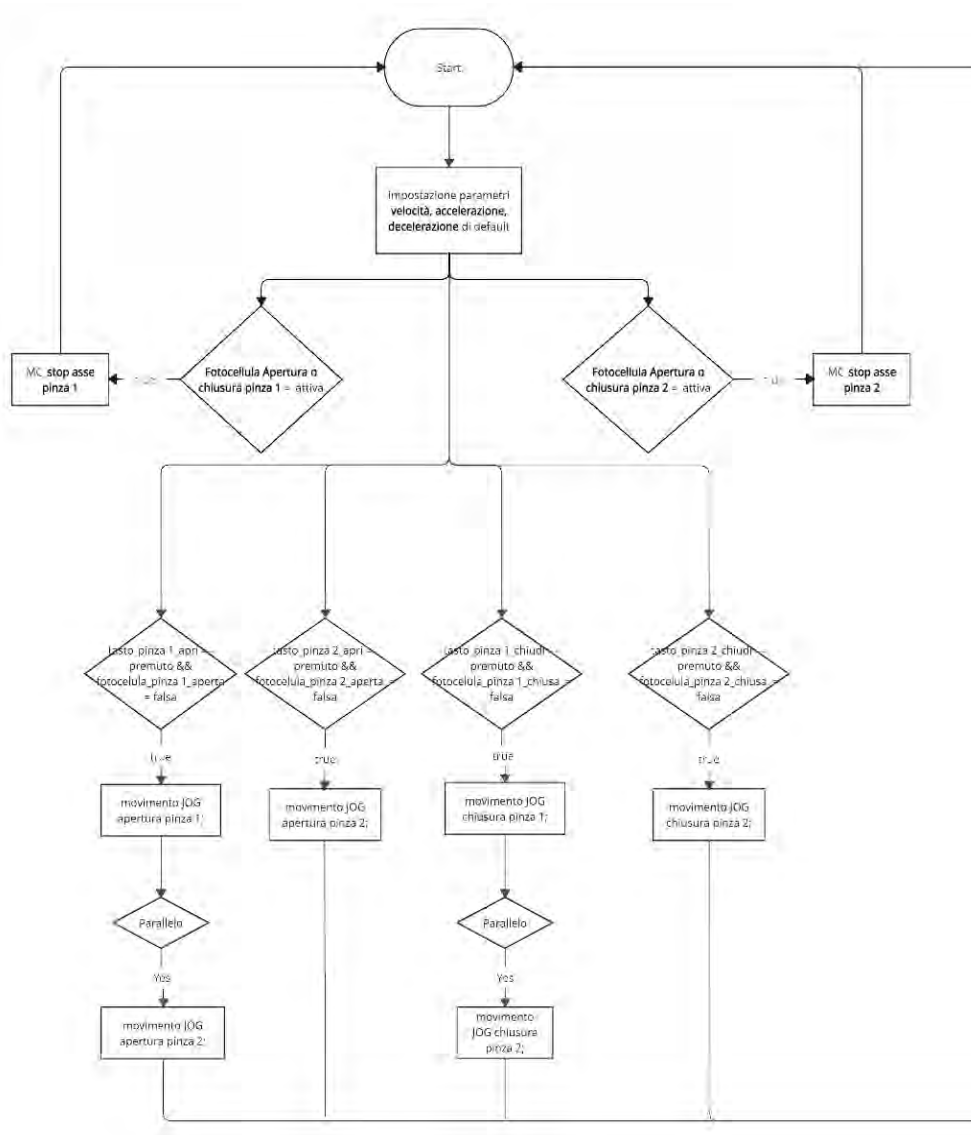 Start
impostazione parametri
velocità, accelerazione,
decelerazione di default
MC_stop asse
pinza 1
true
Fotocellula Apertura o
chiusura pinza 1 = attiva
Fotocellula Apertura o
chiusura pinza 2 = attiva
true
MC_stop asse
pinza 2
tasto_pinza 1_apri =
premuto &&
fotocelula_pinza 1_aperta
= falsa
tasto_pinza 2_apri =
premuto &&
fotocelula_pinza 2_aperta =
falsa
tasto_pinza 1_chiudi =
premuto &&
fotocelula_pinza 1_chiusa =
falsa
tasto_pinza 2_chiudi =
premuto &&
fotocelula_pinza 2_chiusa =
falsa
true
true
true
true
movimento JOG
apertura pinza 1;
movimento JOG
apertura pinza 2;
movimento JOG
chiusura pinza 1;
movimento JOG
chiusura pinza 2;
Parallelo
Parallelo
Yes
Yes
movimento JOG
apertura pinza 2;
movimento
JOG chiusura
pinza 2;